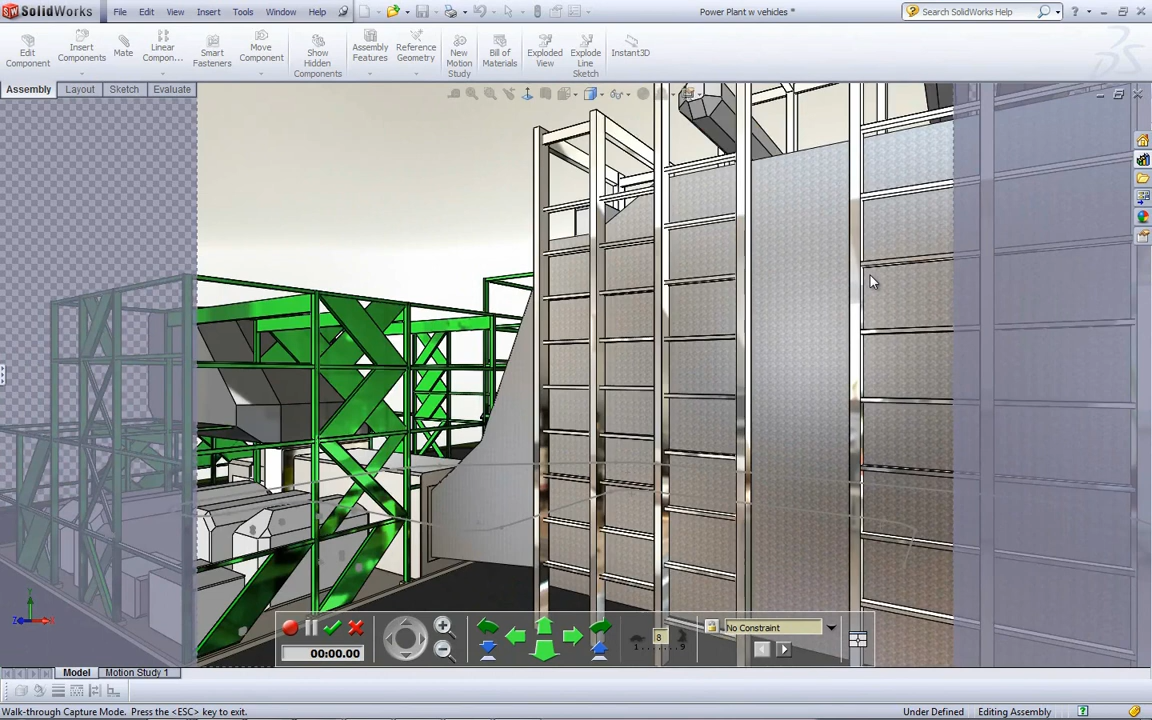 SolidWorks File Edit View Insert Tools Window Help Power Plant w vehicles * Search SolidWorks Help
Edit Component
Insert Components
Mate
Linear Compon...
Smart Fasteners
Move Component
Show Hidden Components
Assembly Features
Reference Geometry
New Motion Study
Bill of Materials
Exploded View
Explode Line Sketch
Instant3D
Assembly Layout Sketch Evaluate
No Constraint
8
1 9
00:00.00
Z
Model Motion Study 1
Walk-through Capture Mode. Press the <ESC> key to exit. Under Defined Editing Assembly